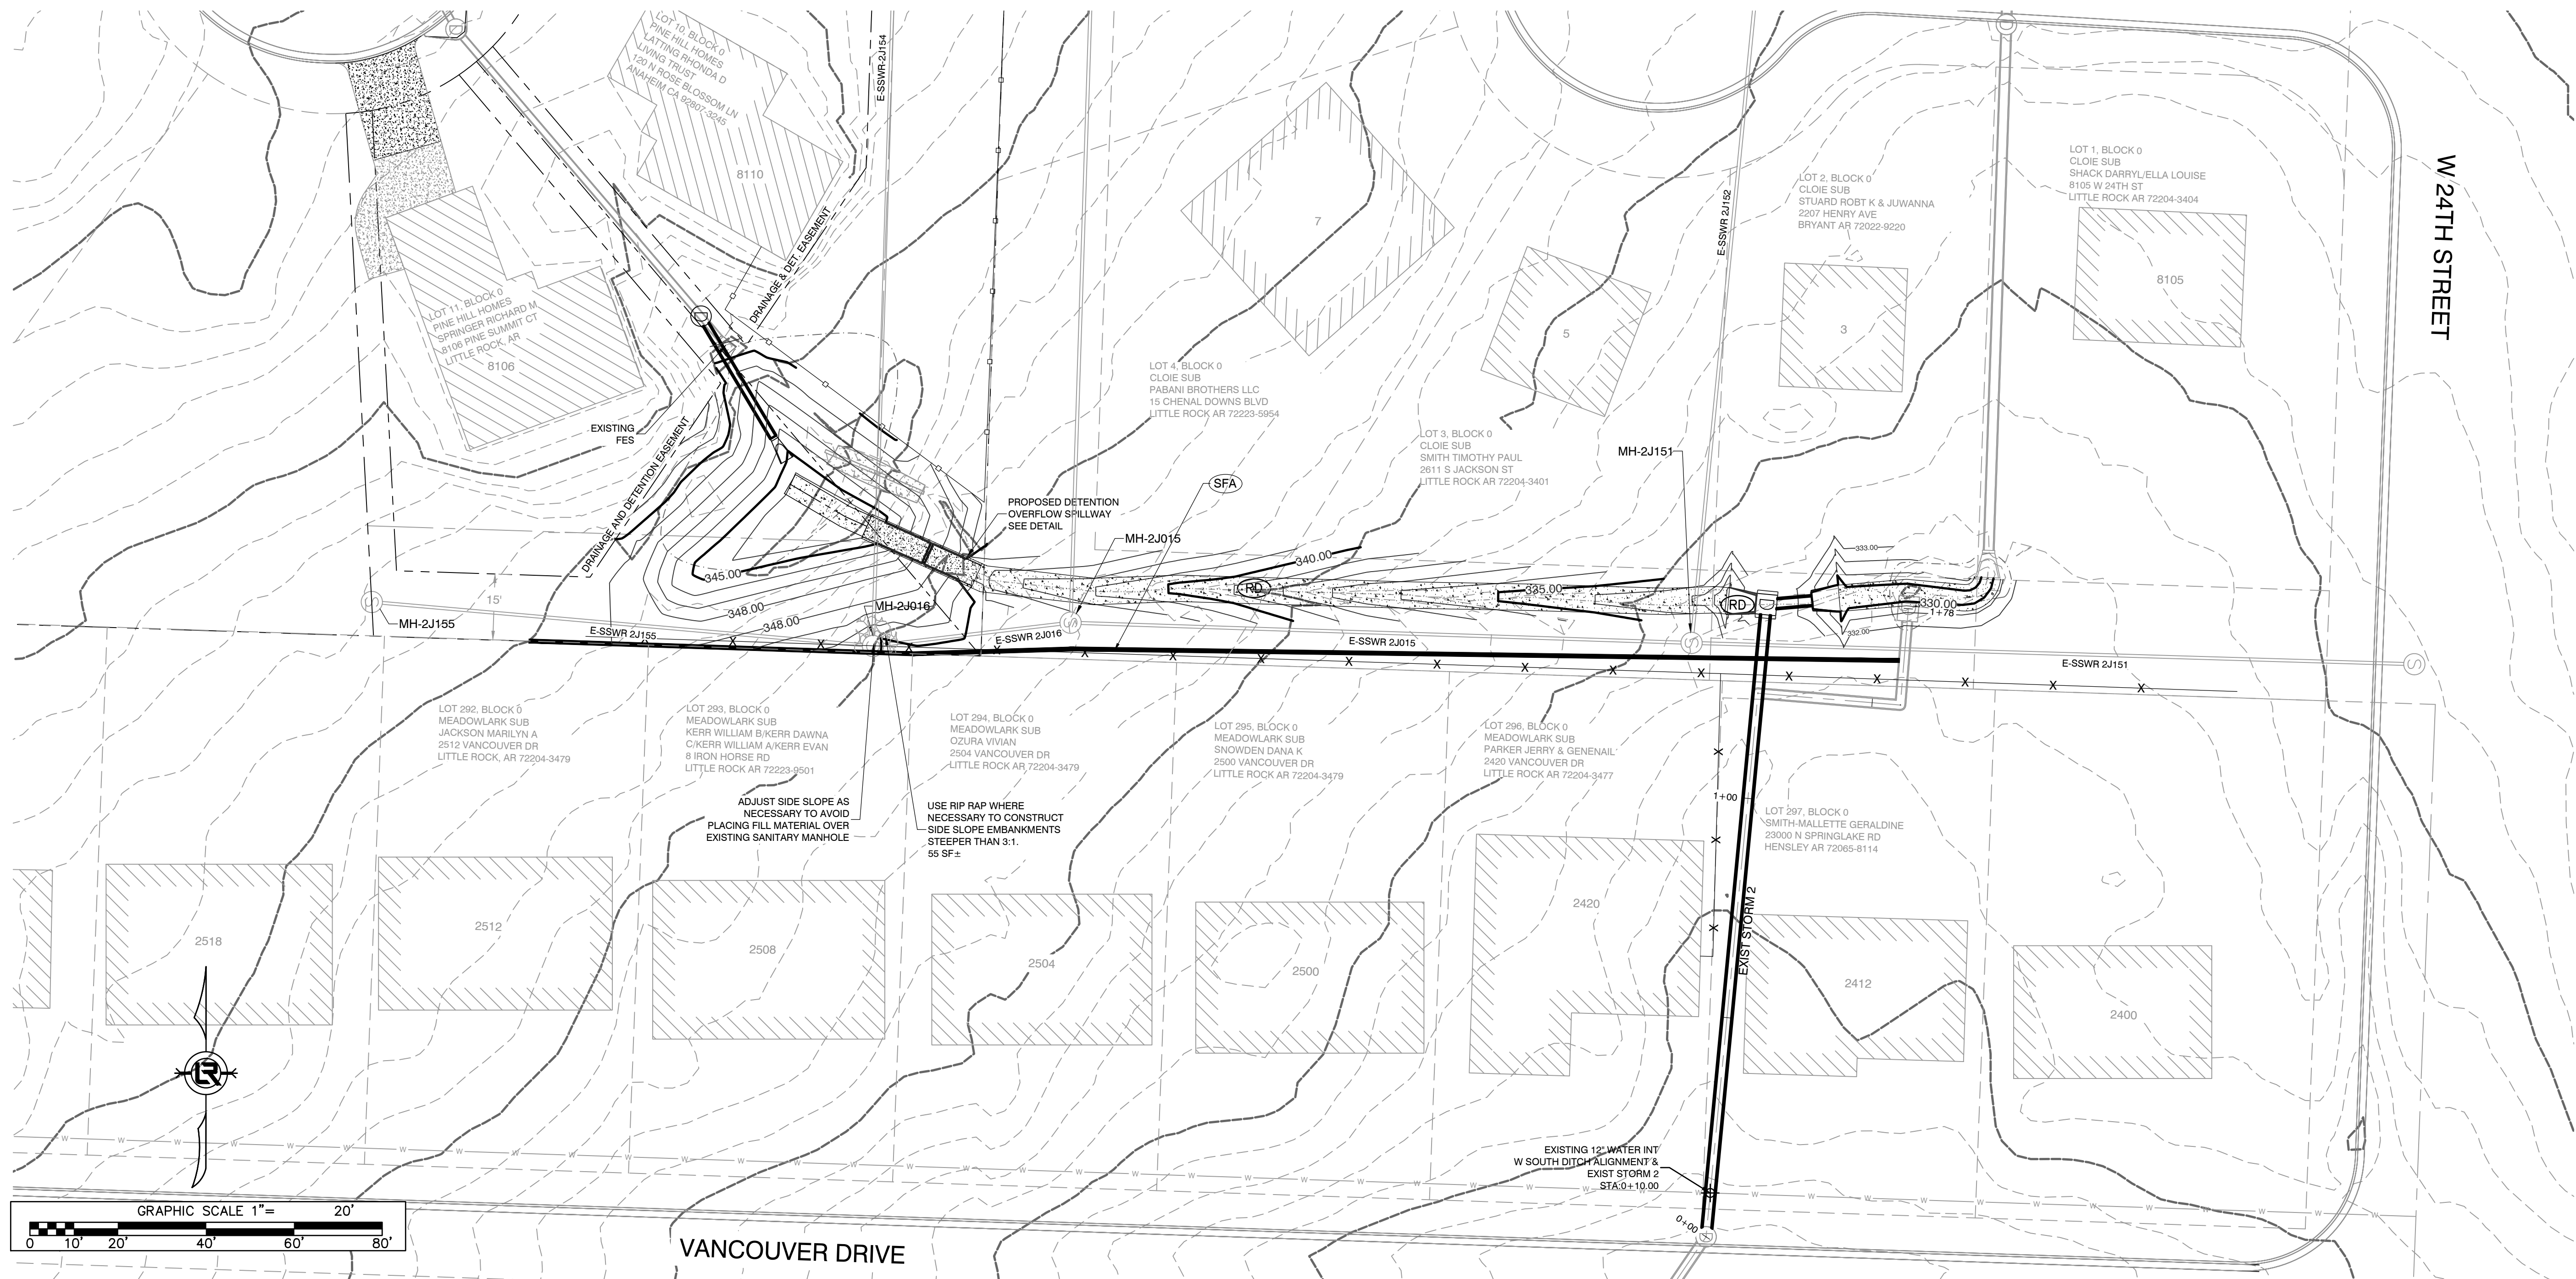 LOT 10, BLOCK 0
PINE HILL HOMES
LATTING RHONDA D
LIVING TRUST
120 N ROSE BLOSSOM LN
ANAHEIM CA 92807-3245
8110
E-SSWR-2J154
E-SSWR 2J152
W 24TH STREET
LOT 1, BLOCK 0
CLOIE SUB
SHACK DARRYL/ELLA LOUISE
8105 W 24TH ST
LITTLE ROCK AR 72204-3404
8105
LOT 2, BLOCK 0
CLOIE SUB
STUARD ROBT K & JUWANNA
2207 HENRY AVE
BRYANT AR 72022-9220
3
5
7
DRAINAGE & DET. EASEMENT
LOT 11, BLOCK 0
PINE HILL HOMES
SPRINGER RICHARD M
8106 PINE SUMMIT CT
LITTLE ROCK, AR
8106
EXISTING
FES
DRAINAGE AND DETENTION EASEMENT
LOT 4, BLOCK 0
CLOIE SUB
PABANI BROTHERS LLC
15 CHENAL DOWNS BLVD
LITTLE ROCK AR 72223-5954
LOT 3, BLOCK 0
CLOIE SUB
SMITH TIMOTHY PAUL
2611 S JACKSON ST
LITTLE ROCK AR 72204-3401
MH-2J151
SFA
PROPOSED DETENTION
OVERFLOW SPILLWAY
SEE DETAIL
MH-2J015
345.00
348.00
348.00
340.00
RD
335.00
RD
333.00
330.00
1+78
332.00
15'
MH-2J155
MH-2J016
E-SSWR 2J155
E-SSWR 2J016
E-SSWR 2J015
E-SSWR 2J151
X X X X X X X X X X X X X X X X X
LOT 292, BLOCK 0
MEADOWLARK SUB
JACKSON MARILYN A
2512 VANCOUVER DR
LITTLE ROCK, AR 72204-3479
LOT 293, BLOCK 0
MEADOWLARK SUB
KERR WILLIAM B/KERR DAWNA
C/KERR WILLIAM A/KERR EVAN
8 IRON HORSE RD
LITTLE ROCK AR 72223-9501
LOT 294, BLOCK 0
MEADOWLARK SUB
OZURA VIVIAN
2504 VANCOUVER DR
LITTLE ROCK AR 72204-3479
LOT 295, BLOCK 0
MEADOWLARK SUB
SNOWDEN DANA K
2500 VANCOUVER DR
LITTLE ROCK AR 72204-3479
LOT 296, BLOCK 0
MEADOWLARK SUB
PARKER JERRY & GENENAIL
2420 VANCOUVER DR
LITTLE ROCK AR 72204-3477
LOT 297, BLOCK 0
SMITH-MALLETTE GERALDINE
23000 N SPRINGLAKE RD
HENSLEY AR 72065-8114
1+00
ADJUST SIDE SLOPE AS
NECESSARY TO AVOID
PLACING FILL MATERIAL OVER
EXISTING SANITARY MANHOLE
USE RIP RAP WHERE
NECESSARY TO CONSTRUCT
SIDE SLOPE EMBANKMENTS
STEEPER THAN 3:1.
55 SF±
2518
2512
2508
2504
2500
2420
EXIST STORM 2
2412
2400
EXISTING 12" WATER INT
W SOUTH DITCH ALIGNMENT &
EXIST STORM 2
STA:0+10.00
0+00
LR
GRAPHIC SCALE 1"= 20'
0 10' 20' 40' 60' 80'
VANCOUVER DRIVE